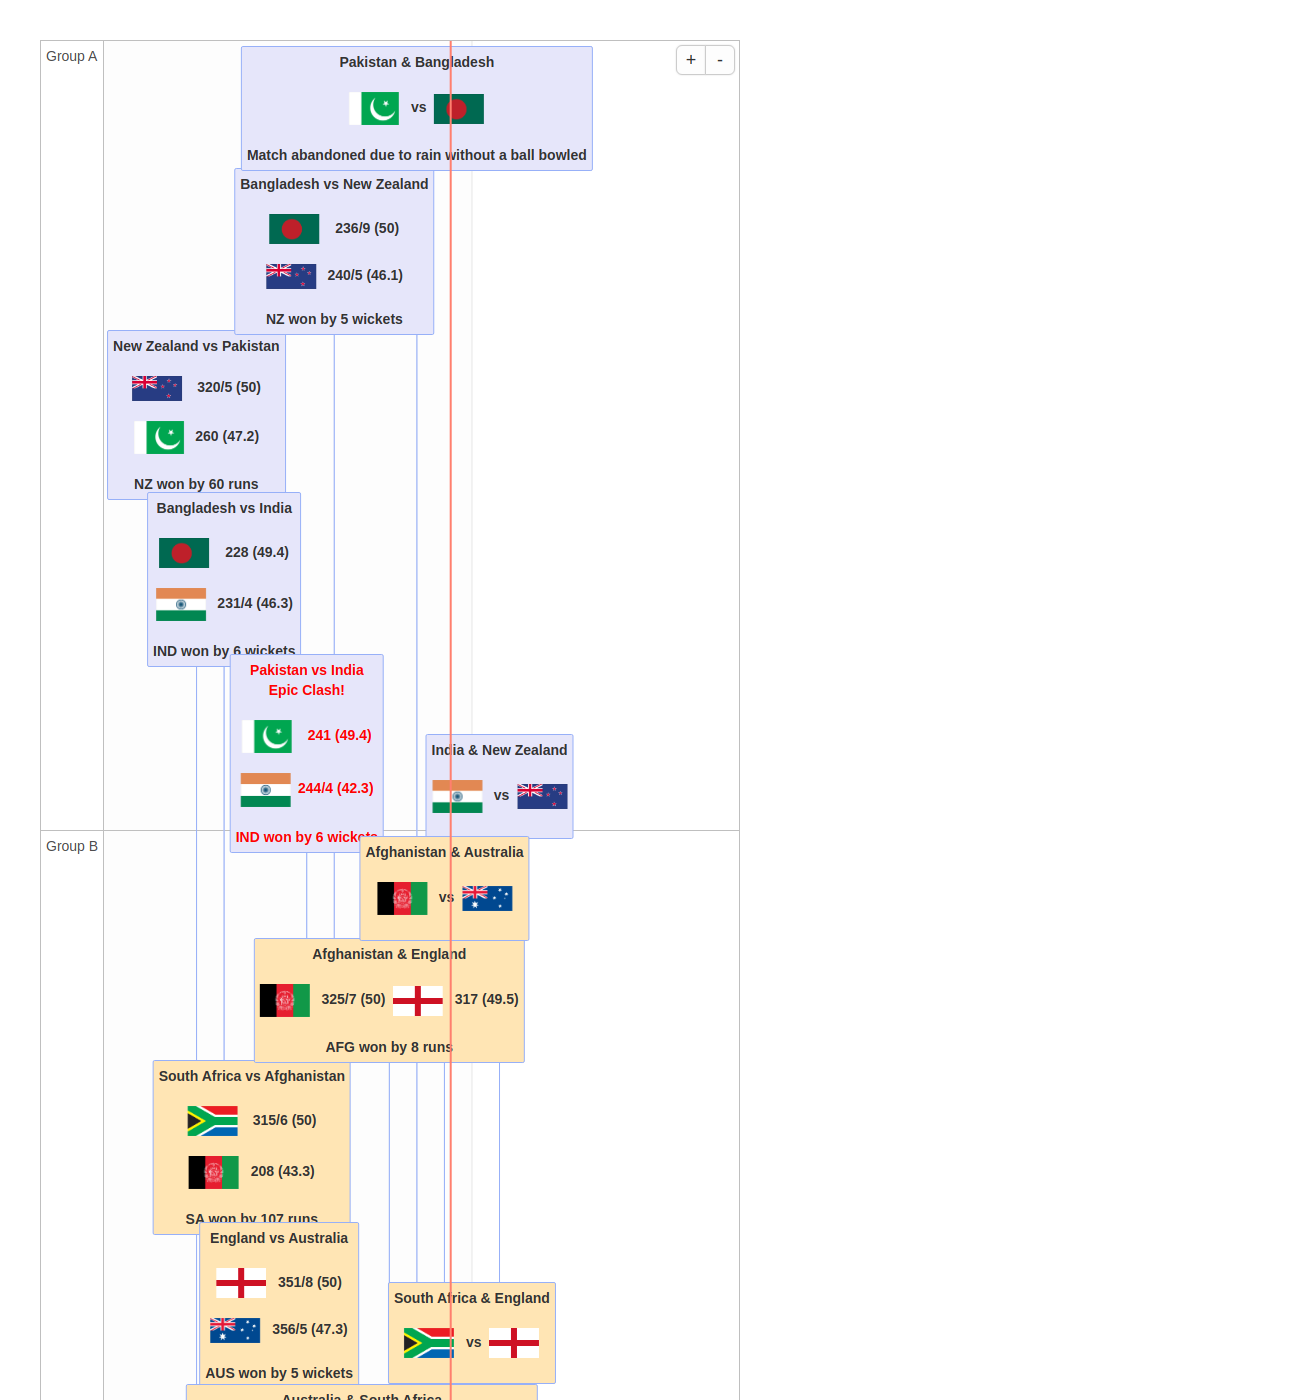 Group A
+ -
Pakistan & Bangladesh
vs
Match abandoned due to rain without a ball bowled
Bangladesh vs New Zealand
236/9 (50)
240/5 (46.1)
NZ won by 5 wickets
New Zealand vs Pakistan
320/5 (50)
260 (47.2)
NZ won by 60 runs
Bangladesh vs India
228 (49.4)
231/4 (46.3)
IND won by 6 wickets
Pakistan vs India
Epic Clash!
241 (49.4)
244/4 (42.3)
IND won by 6 wickets
India & New Zealand
vs
Group B
Afghanistan & Australia
vs
Afghanistan & England
325/7 (50) 317 (49.5)
AFG won by 8 runs
South Africa vs Afghanistan
315/6 (50)
208 (43.3)
SA won by 107 runs
England vs Australia
351/8 (50)
356/5 (47.3)
AUS won by 5 wickets
South Africa & England
vs
Australia & South Africa